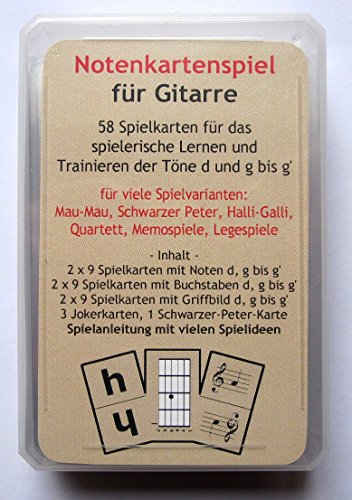 Notenkartenspiel
für Gitarre
58 Spielkarten für das
spielerische Lernen und
Trainieren der Töne d und g bis g'
für viele Spielvarianten:
Mau-Mau, Schwarzer Peter, Halli-Galli,
Quartett, Memospiele, Legespiele
- Inhalt -
2 x 9 Spielkarten mit Noten d, g bis g'
2 x 9 Spielkarten mit Buchstaben d, g bis g'
2 x 9 Spielkarten mit Griffbild d, g bis g'
3 Jokerkarten, 1 Schwarzer-Peter-Karte
Spielanleitung mit vielen Spielideen
h
h